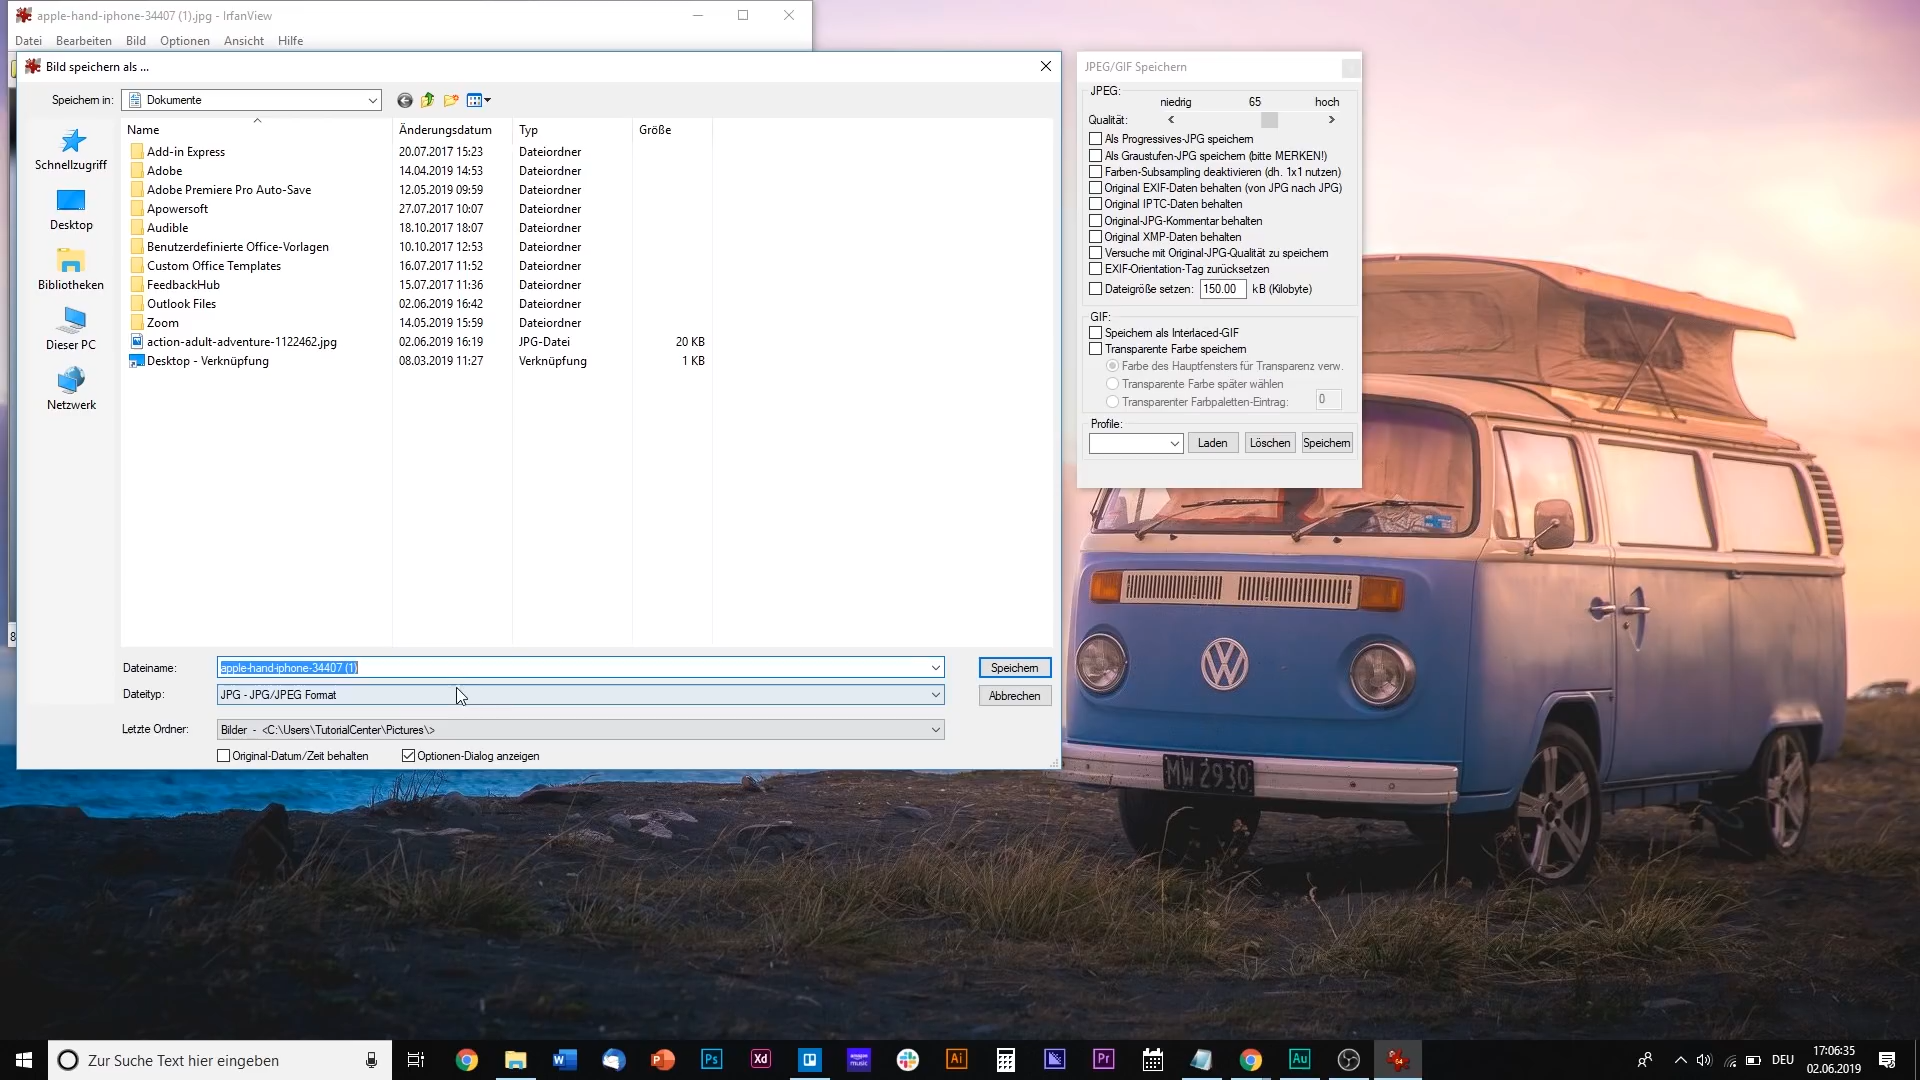 apple-hand-iphone-34407 (1).jpg - IrfanView
Datei Bearbeiten Bild Optionen Ansicht Hilfe
Bild speichern als ...
Speichern in: Dokumente
Name Änderungsdatum Typ Größe
Add-in Express 20.07.2017 15:23 Dateiordner
Adobe 14.04.2019 14:53 Dateiordner
Adobe Premiere Pro Auto-Save 12.05.2019 09:59 Dateiordner
Apowersoft 27.07.2017 10:07 Dateiordner
Audible 18.10.2017 18:07 Dateiordner
Benutzerdefinierte Office-Vorlagen 10.10.2017 12:53 Dateiordner
Custom Office Templates 16.07.2017 11:52 Dateiordner
FeedbackHub 15.07.2017 11:36 Dateiordner
Outlook Files 02.06.2019 16:42 Dateiordner
Zoom 14.05.2019 15:59 Dateiordner
action-adult-adventure-1122462.jpg 02.06.2019 16:19 JPG-Datei 20 KB
Desktop - Verknüpfung 08.03.2019 11:27 Verknüpfung 1 KB
Schnellzugriff
Desktop
Bibliotheken
Dieser PC
Netzwerk
8
Dateiname: apple-hand-iphone-34407 (1) Speichern
Dateityp: JPG - JPG/JPEG Format Abbrechen
Letzte Ordner: Bilder - <C:\Users\TutorialCenter\Pictures\>
Original-Datum/Zeit behalten Optionen-Dialog anzeigen
JPEG/GIF Speichern
JPEG:
niedrig 65 hoch
Qualität: < >
Als Progressives-JPG speichern
Als Graustufen-JPG speichern (bitte MERKEN!)
Farben-Subsampling deaktivieren (dh. 1x1 nutzen)
Original EXIF-Daten behalten (von JPG nach JPG)
Original IPTC-Daten behalten
Original-JPG-Kommentar behalten
Original XMP-Daten behalten
Versuche mit Original-JPG-Qualität zu speichern
EXIF-Orientation-Tag zurücksetzen
Dateigröße setzen: 150.00 kB (Kilobyte)
GIF:
Speichern als Interlaced-GIF
Transparente Farbe speichern
Farbe des Hauptfensters für Transparenz verw.
Transparente Farbe später wählen
Transparenter Farbpaletten-Eintrag: 0
Profile:
Laden Löschen Speichern
MW 2930
Zur Suche Text hier eingeben
Ps
Xd
amazon music
Ai
Pr
Au
DEU
17:06:35
02.06.2019